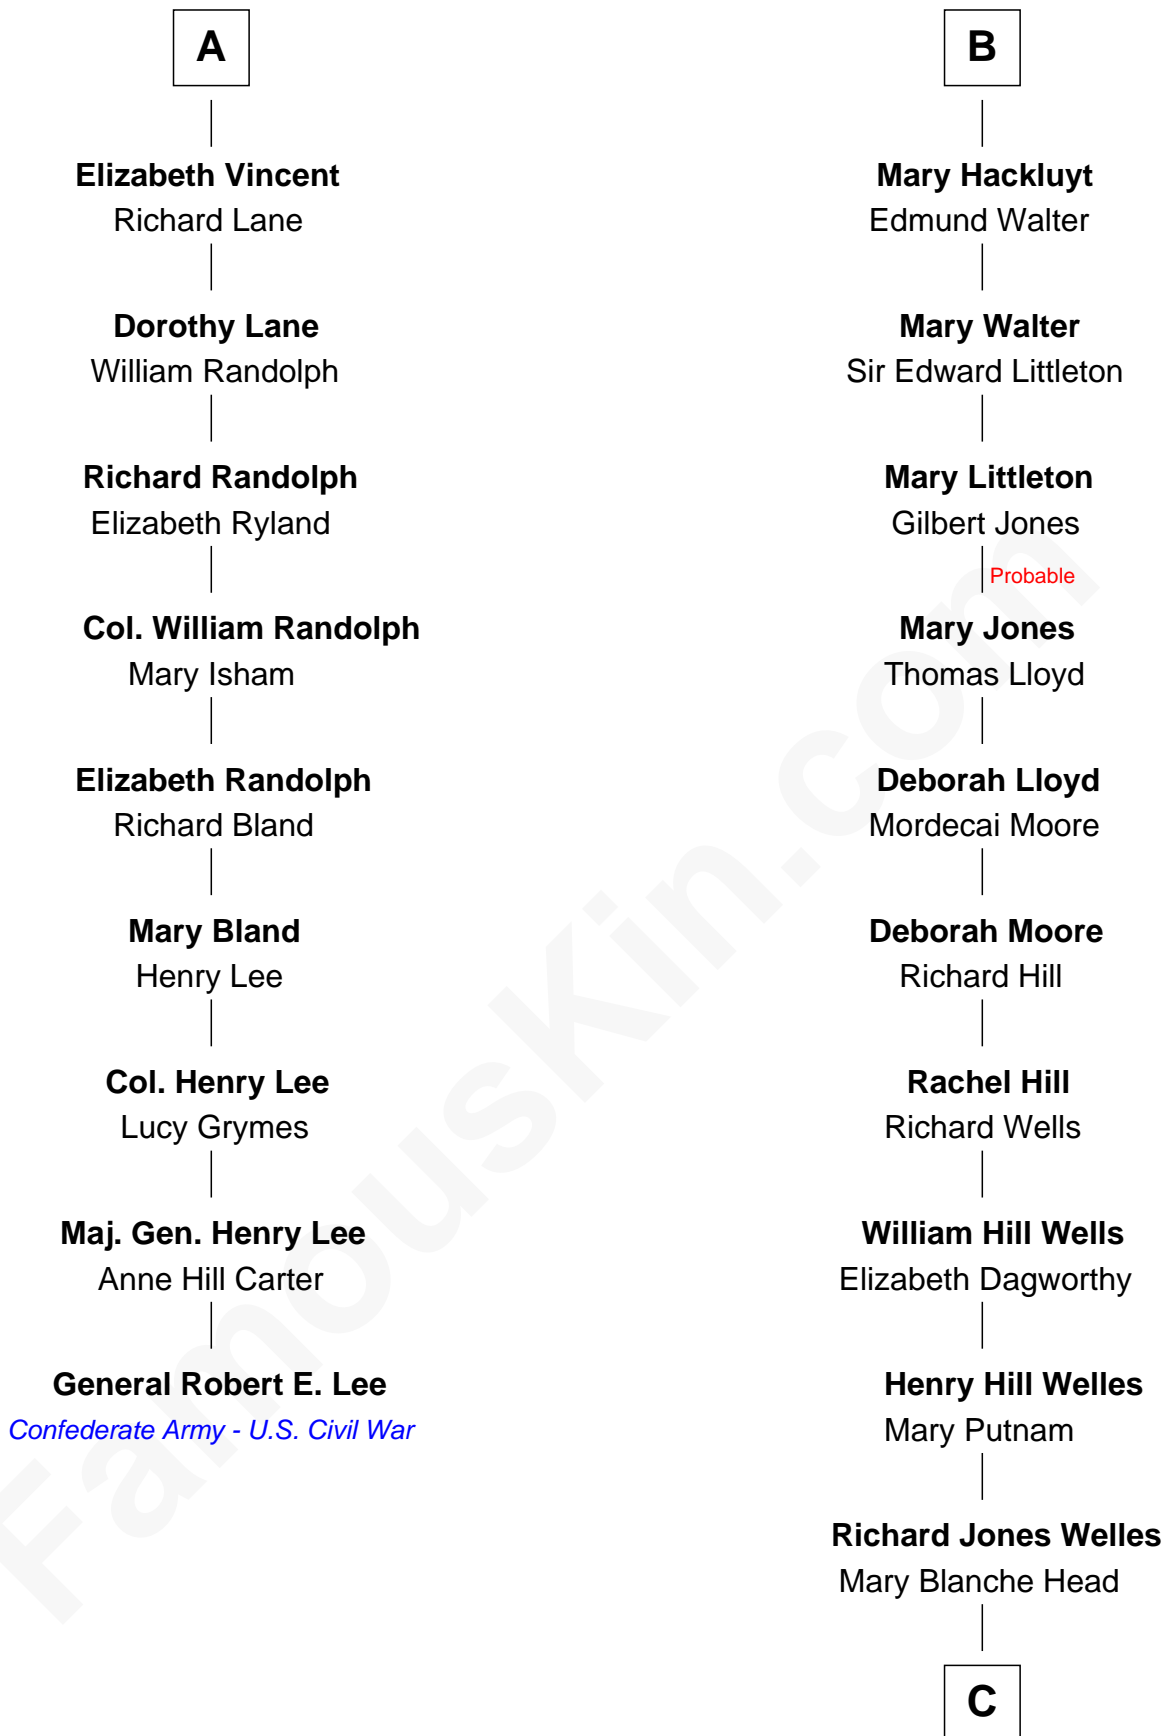 A
Elizabeth Vincent
Richard Lane
Dorothy Lane
William Randolph
Richard Randolph
Elizabeth Ryland
Col. William Randolph
Mary Isham
Elizabeth Randolph
Richard Bland
Mary Bland
Henry Lee
Col. Henry Lee
Lucy Grymes
Maj. Gen. Henry Lee
Anne Hill Carter
General Robert E. Lee
Confederate Army - U.S. Civil War
B
Mary Hackluyt
Edmund Walter
Mary Walter
Sir Edward Littleton
Mary Littleton
Gilbert Jones
Probable
Mary Jones
Thomas Lloyd
Deborah Lloyd
Mordecai Moore
Deborah Moore
Richard Hill
Rachel Hill
Richard Wells
William Hill Wells
Elizabeth Dagworthy
Henry Hill Welles
Mary Putnam
Richard Jones Welles
Mary Blanche Head
C
FamousKin.com